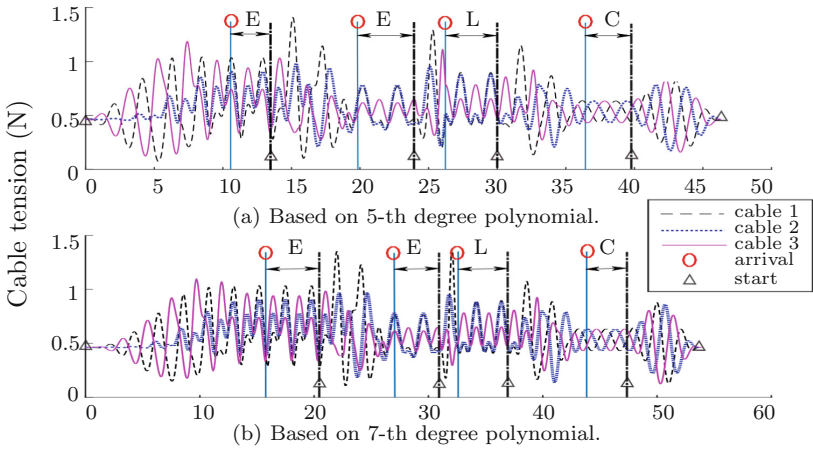 Cable tension (N)
1.5
1
0.5
0
E E L C
0 5 10 15 20 25 30 35 40 45 50
(a) Based on 5-th degree polynomial.
cable 1
cable 2
cable 3
arrival
start
1.5
1
0.5
0
E E L C
0 10 20 30 40 50 60
(b) Based on 7-th degree polynomial.